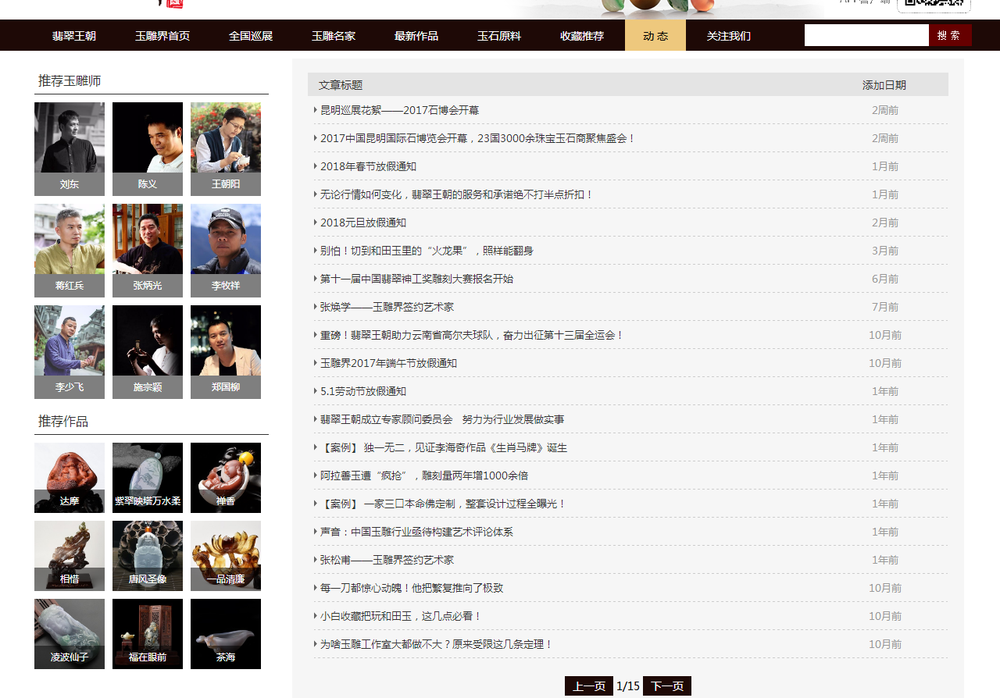 翡翠王朝 玉雕界首页 全国巡展 玉雕名家 最新作品 玉石原料 收藏推荐 动 态 关注我们 搜 索
推荐玉雕师
刘东 陈义 王朝阳
蒋红兵 张炳光 李牧祥
李少飞 施宗颖 郑国柳
推荐作品
达摩 紫翠映塔万水柔 禅香
相惜 唐风圣像 一品清廉
凌波仙子 福在眼前 茶海
文章标题 添加日期
昆明巡展花絮——2017石博会开幕 2周前
2017中国昆明国际石博览会开幕，23国3000余珠宝玉石商聚焦盛会！ 2周前
2018年春节放假通知 1月前
无论行情如何变化，翡翠王朝的服务和承诺绝不打半点折扣！ 1月前
2018元旦放假通知 2月前
别怕！切到和田玉里的“火龙果”，照样能翻身 3月前
第十一届中国翡翠神工奖雕刻大赛报名开始 6月前
张焕学——玉雕界签约艺术家 7月前
重磅！翡翠王朝助力云南省高尔夫球队，奋力出征第十三届全运会！ 10月前
玉雕界2017年端午节放假通知 10月前
5.1劳动节放假通知 1年前
翡翠王朝成立专家顾问委员会 努力为行业发展做实事 1年前
【案例】 独一无二，见证李海奇作品《生肖马牌》诞生 1年前
阿拉善玉遭“疯抢”，雕刻量两年增1000余倍 1年前
【案例】 一家三口本命佛定制，整套设计过程全曝光！ 1年前
声音：中国玉雕行业亟待构建艺术评论体系 1年前
张松甫——玉雕界签约艺术家 1年前
每一刀都惊心动魄！他把繁复推向了极致 10月前
小白收藏把玩和田玉，这几点必看！ 10月前
为啥玉雕工作室大都做不大？原来受限这几条定理！ 10月前
上一页 1/15 下一页